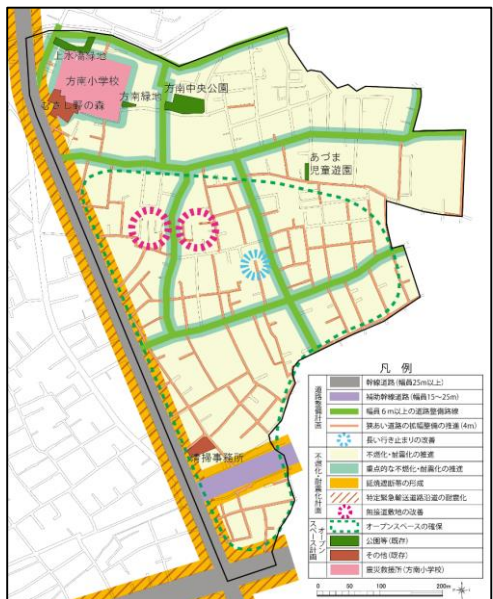 上水橋緑地
方南小学校
むさし野の森
方南緑地
方南中央公園
あづま
児童遊園
清掃事務所
凡 例
道路整備計画
幹線道路(幅員25m以上)
補助幹線道路(幅員15～25m)
幅員6m以上の道路整備路線
狭あい道路の拡幅整備の推進(4m)
長い行き止まりの改善
不燃化・耐震化計画
不燃化・耐震化の推進
重点的な不燃化・耐震化の推進
延焼遮断帯の形成
特定緊急輸送道路沿道の耐震化
無接道敷地の改善
オープンスペース計画
オープンスペースの確保
公園等(既存)
その他(既存)
震災救援所(方南小学校)
0 50 100 200m